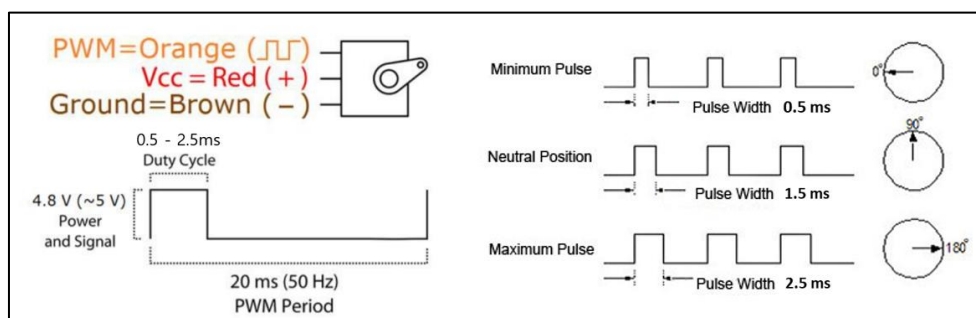 PWM=Orange (⎍⎍)
Vcc = Red (+)
Ground=Brown (−)
0.5 - 2.5ms
Duty Cycle
4.8 V (~5 V)
Power
and Signal
20 ms (50 Hz)
PWM Period
Minimum Pulse
Pulse Width 0.5 ms
0°
Neutral Position
Pulse Width 1.5 ms
90°
Maximum Pulse
Pulse Width 2.5 ms
180°